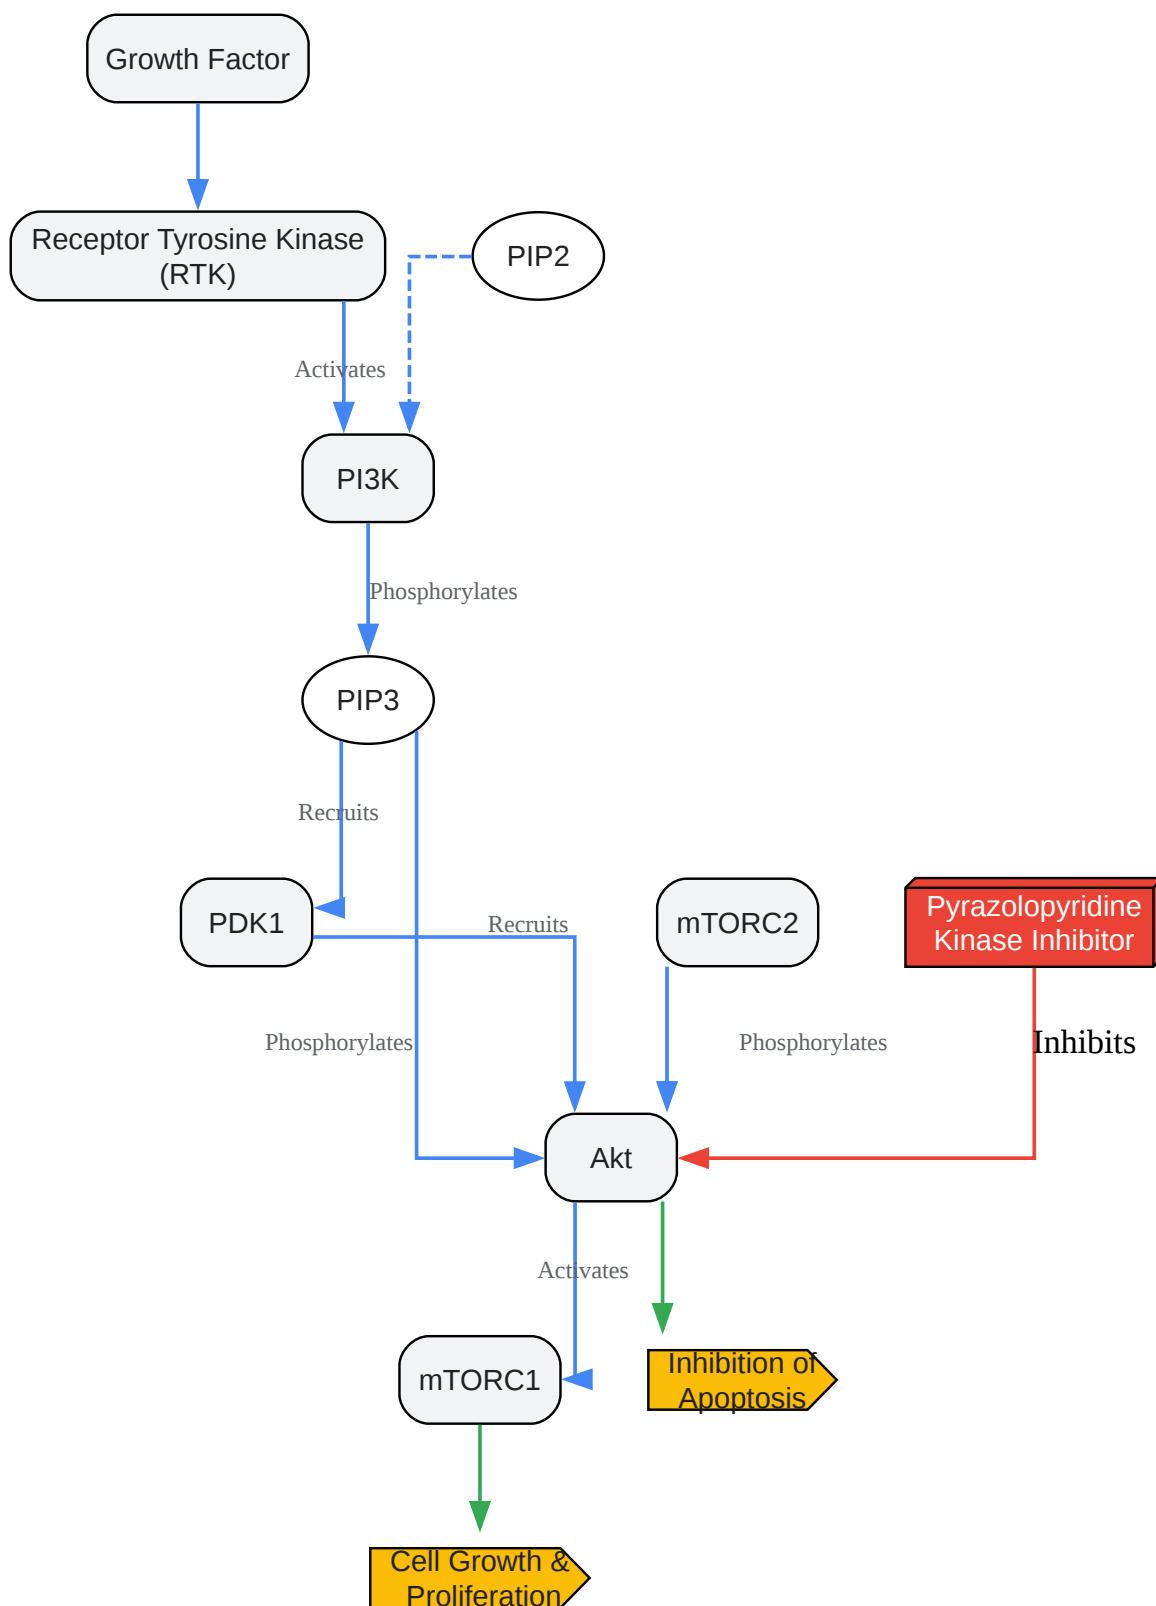 Growth Factor
Receptor Tyrosine Kinase
(RTK)
PIP2
Activates
PI3K
Phosphorylates
PIP3
Recruits
PDK1
Recruits
mTORC2
Pyrazolopyridine
Kinase Inhibitor
Phosphorylates
Phosphorylates
Inhibits
Akt
Activates
mTORC1
Inhibition of
Apoptosis
Cell Growth &
Proliferation